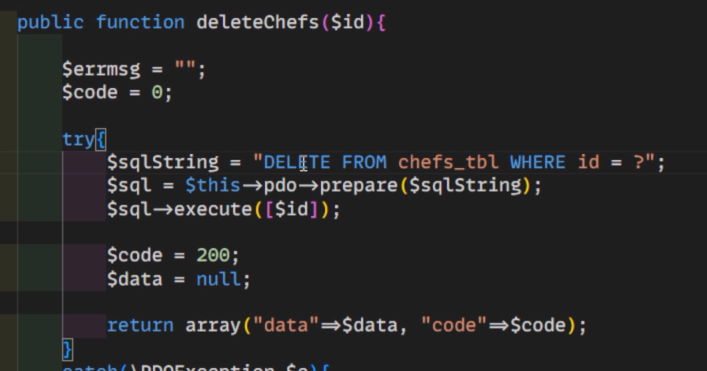 public function deleteChefs($id){
$errmsg = "";
$code = 0;
try{
$sqlString = "DELETE FROM chefs_tbl WHERE id = ?";
$sql = $this->pdo->prepare($sqlString);
$sql->execute([$id]);
$code = 200;
$data = null;
return array("data"=>$data, "code"=>$code);
}
catch(\PDOException $e){